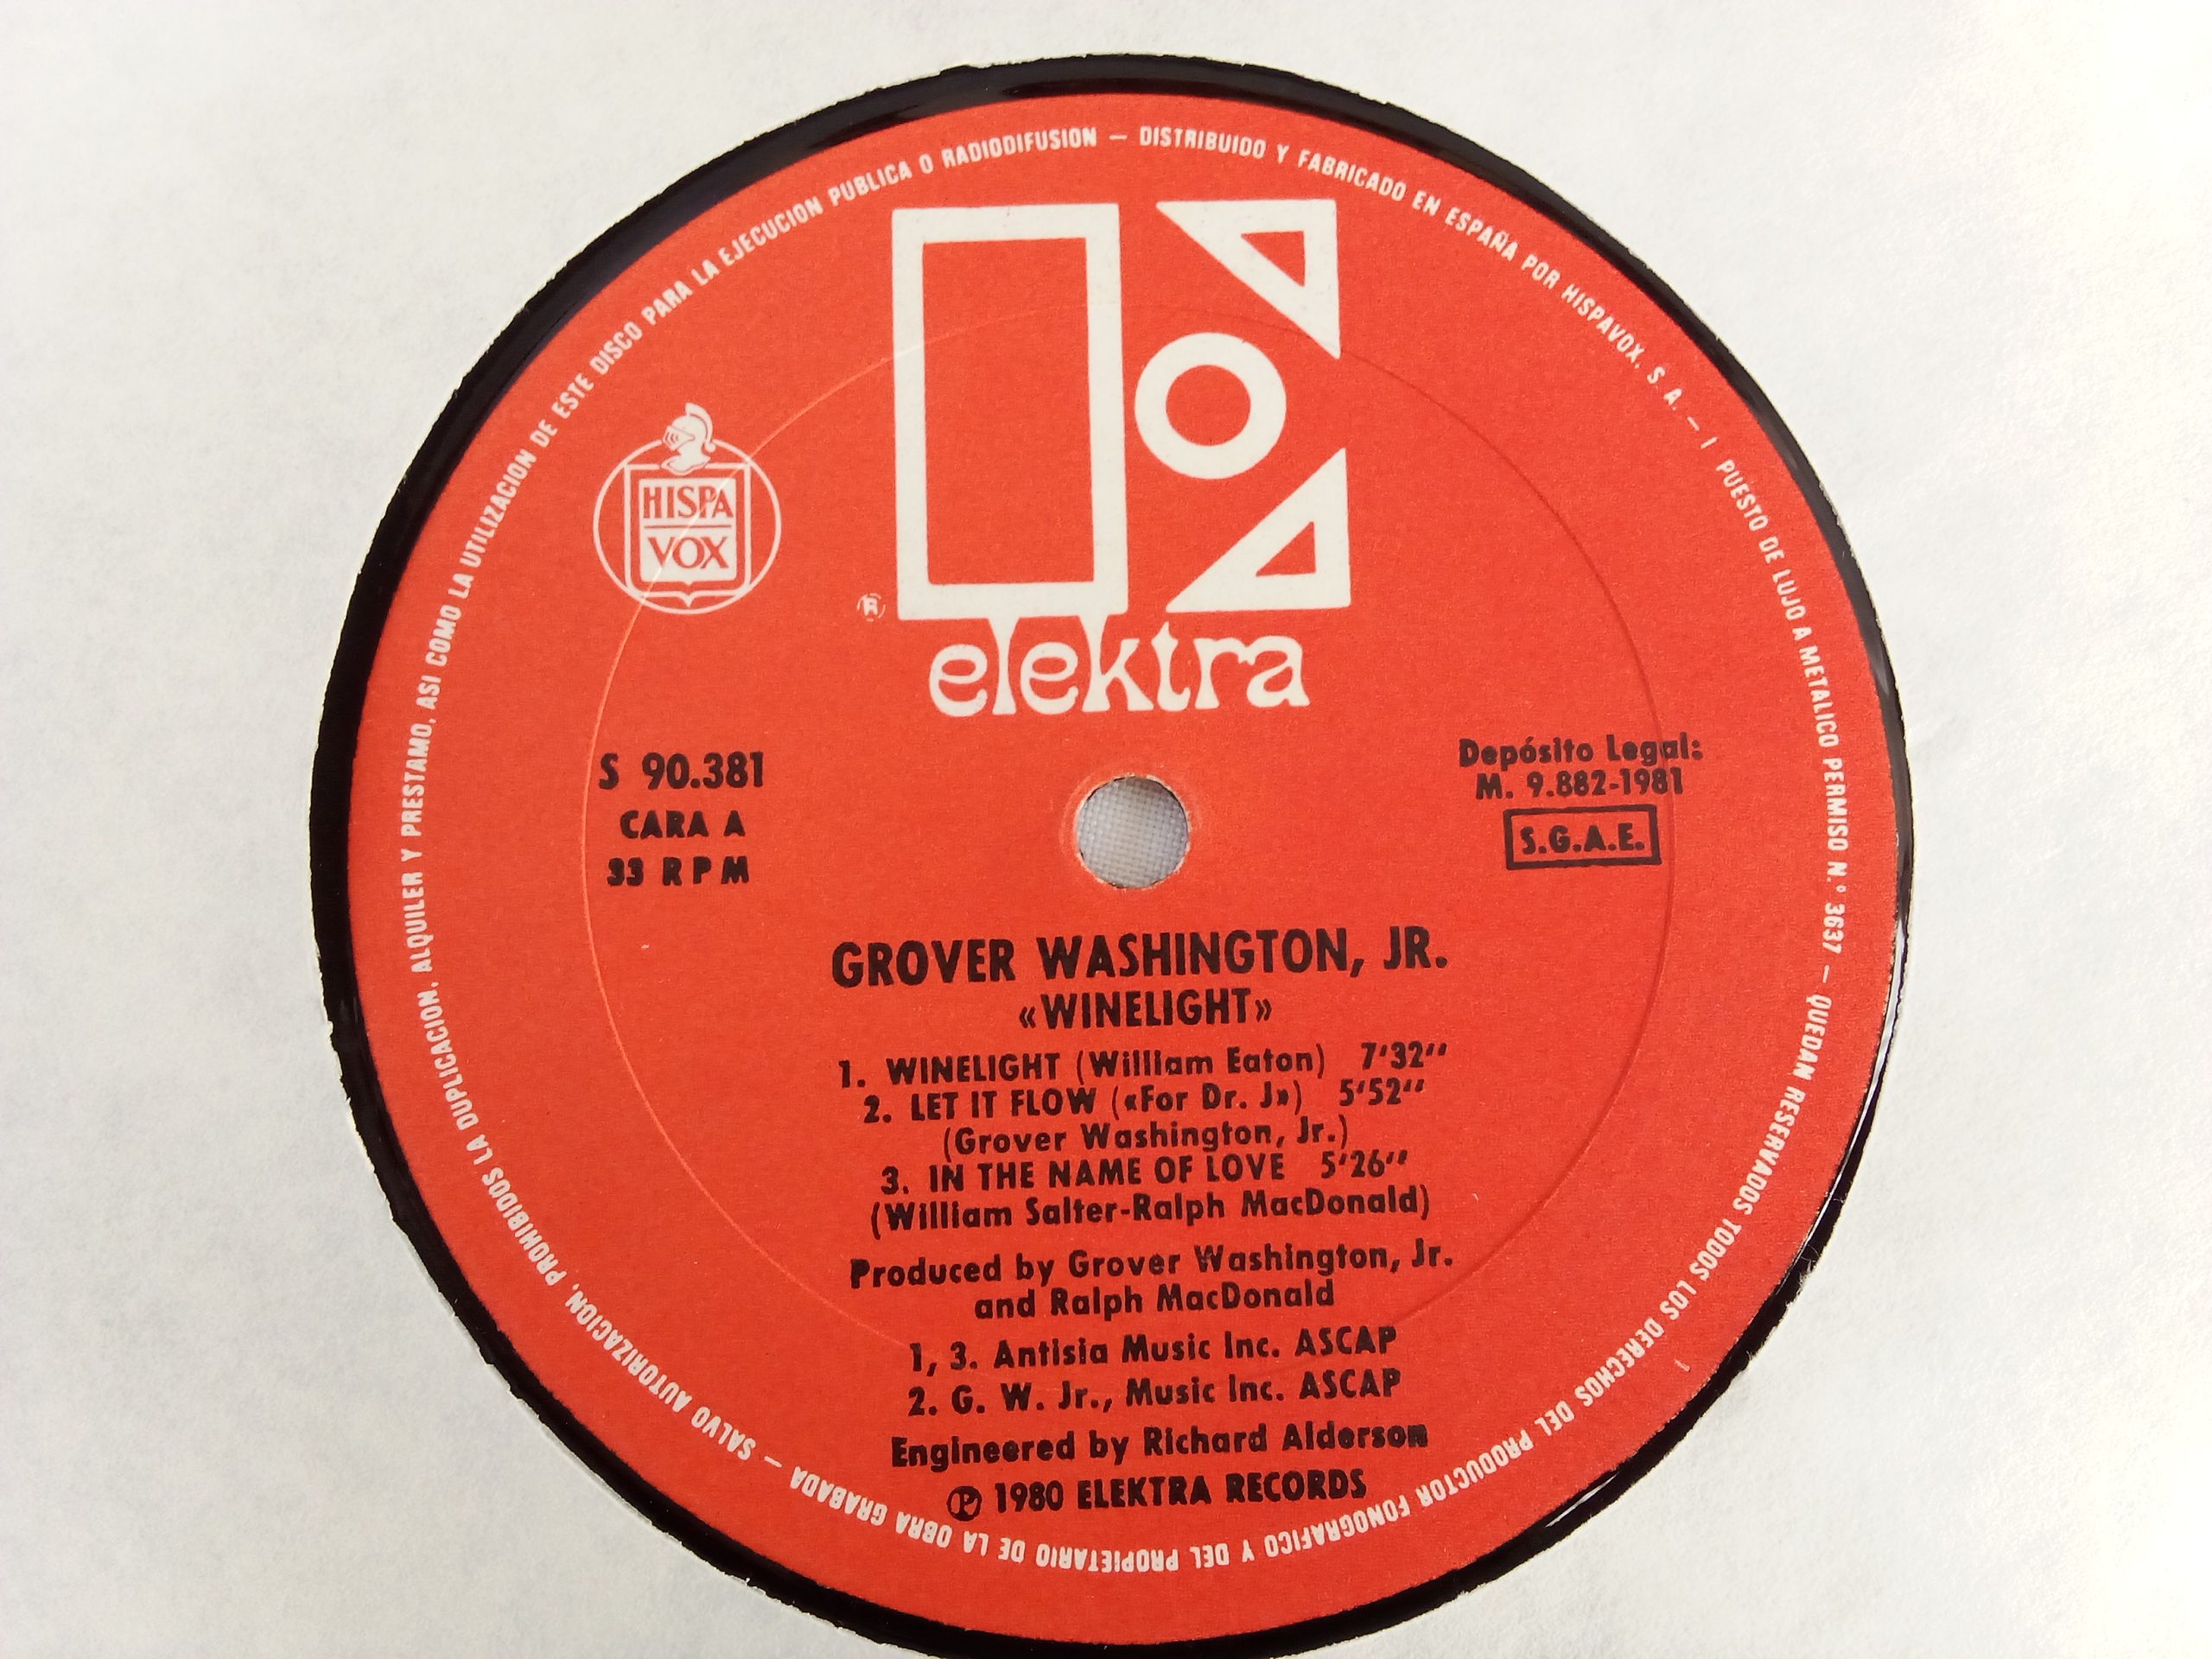 SALVO AUTORIZACION, PROHIBIDOS LA DUPLICACION, ALQUILER Y PRESTAMO, ASI COMO LA UTILIZACION DE ESTE DISCO PARA LA EJECUCION PUBLICA O RADIODIFUSION — DISTRIBUIDO Y FABRICADO EN ESPAÑA POR HISPAVOX, S. A. — I PUESTO DE LUJO A METALICO PERMISO N.º 3637 — QUEDAN RESERVADOS TODOS LOS DERECHOS DEL PRODUCTOR FONOGRAFICO Y DEL PROPIETARIO DE LA OBRA GRABADA —
HISPA
VOX
®
elektra
S 90.381
CARA A
33 RPM
Depósito Legal:
M. 9.882-1981
S.G.A.E.
GROVER WASHINGTON, JR.
«WINELIGHT»
1. WINELIGHT (William Eaton) 7'32''
2. LET IT FLOW («For Dr. J») 5'52''
(Grover Washington, Jr.)
3. IN THE NAME OF LOVE 5'26''
(William Salter-Ralph MacDonald)
Produced by Grover Washington, Jr.
and Ralph MacDonald
1, 3. Antisia Music Inc. ASCAP
2. G. W. Jr., Music Inc. ASCAP
Engineered by Richard Alderson
℗ 1980 ELEKTRA RECORDS